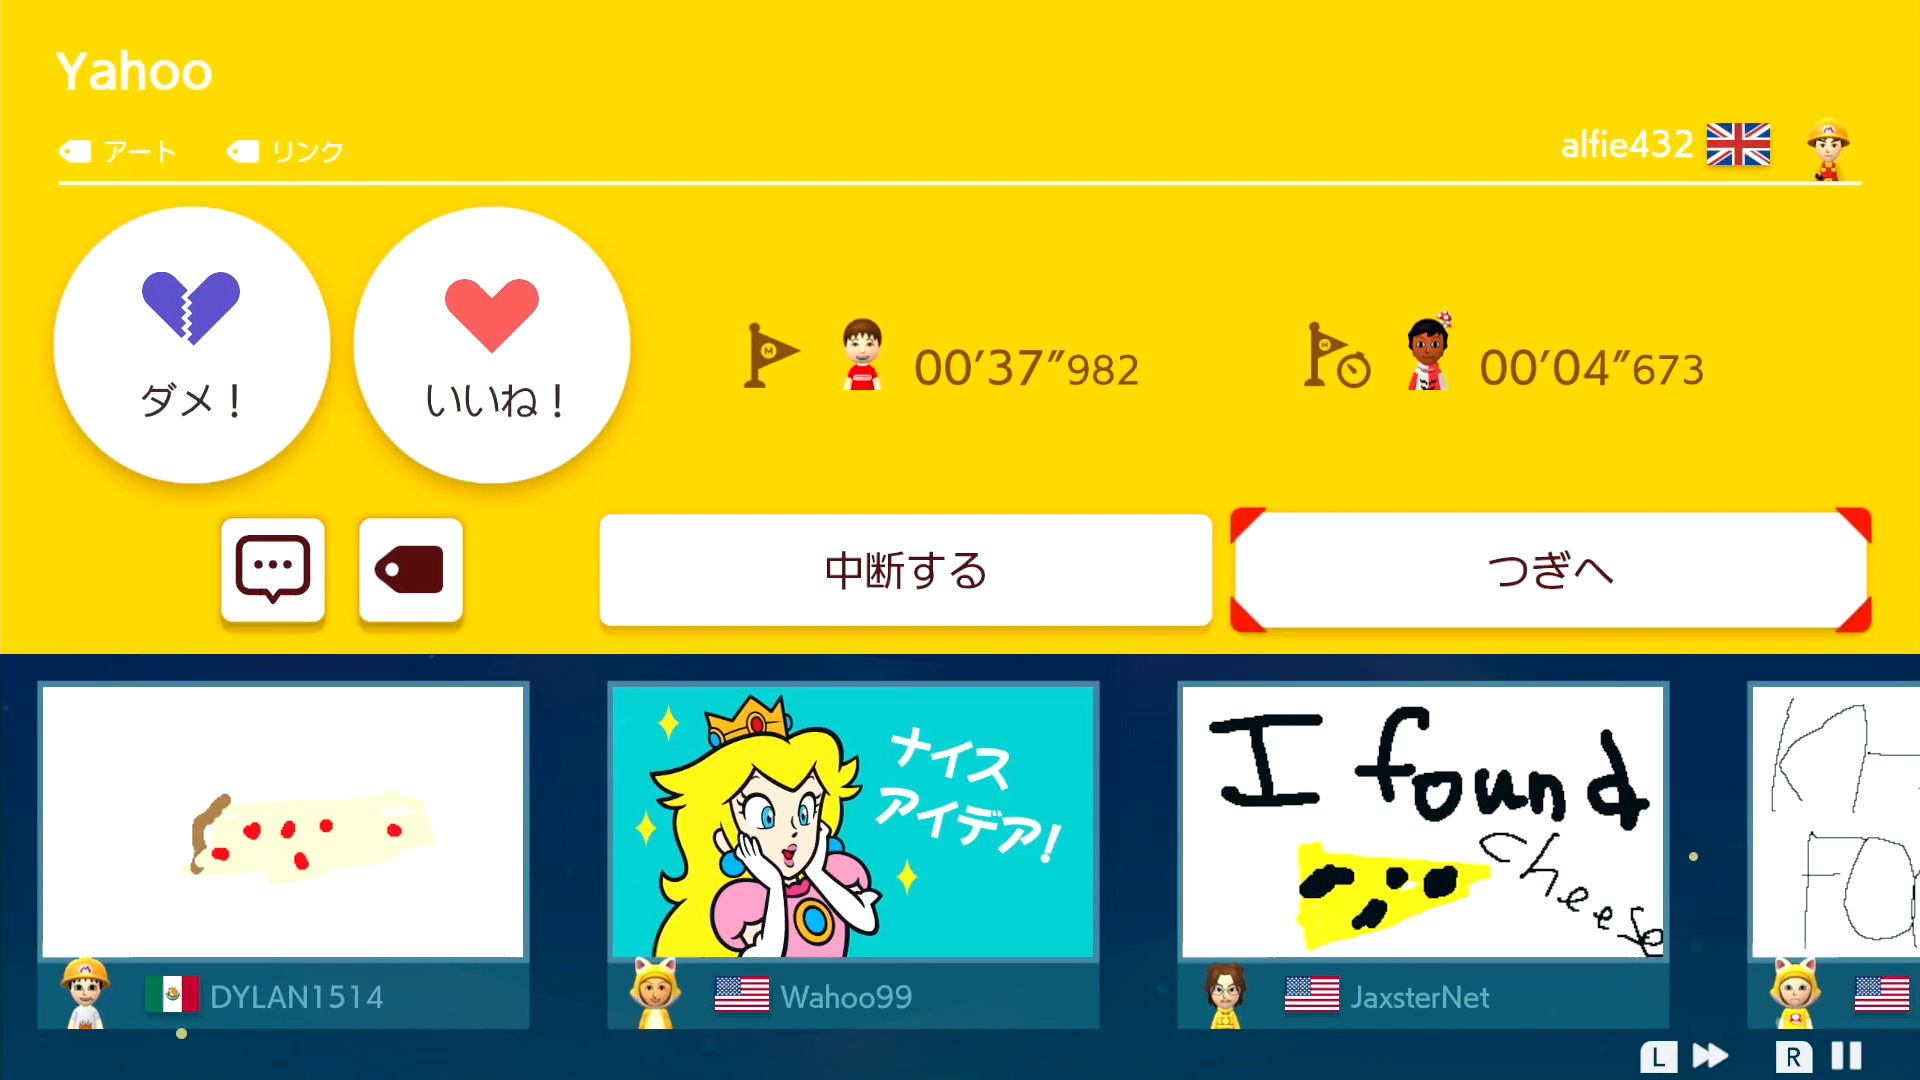 Yahoo
アート リンク
alfie432
ダメ！
いいね！
00′37″982
00′04″673
中断する
つぎへ
ナイス
アイデア！
I found
cheese
DYLAN1514
Wahoo99
JaxsterNet
L
R